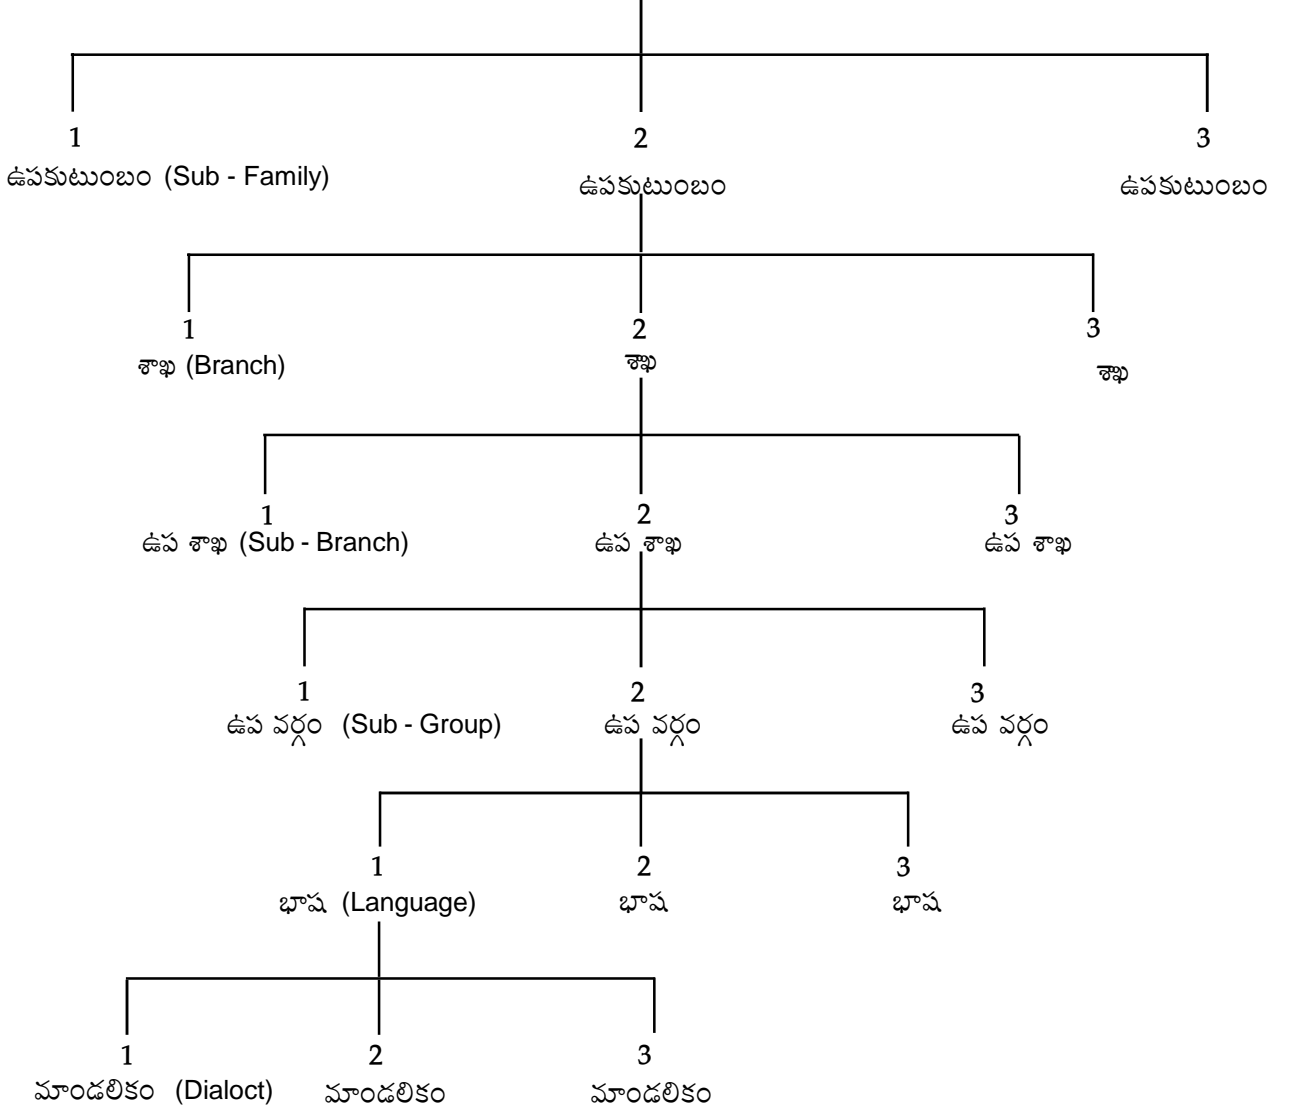 1 2 3
ఉపకుటుంబం (Sub - Family) ఉపకుటుంబం ఉపకుటుంబం
1 2 3
శాఖ (Branch) శాఖ శాఖ
1 2 3
ఉప శాఖ (Sub - Branch) ఉప శాఖ ఉప శాఖ
1 2 3
ఉప వర్గం (Sub - Group) ఉప వర్గం ఉప వర్గం
1 2 3
భాష (Language) భాష భాష
1 2 3
మాండలికం (Dialoct) మాండలికం మాండలికం